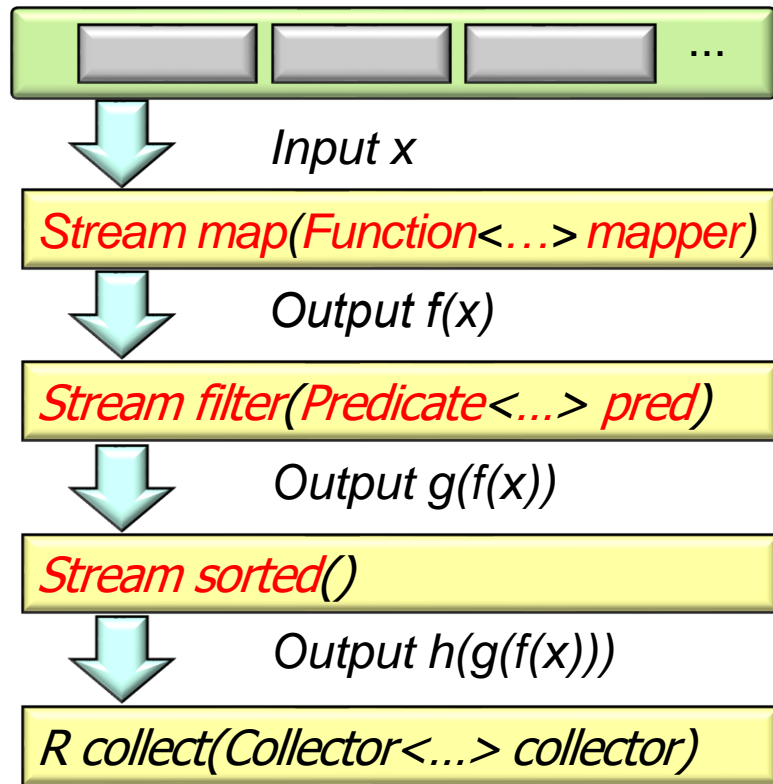 ...
Input x
Stream map(Function<...> mapper)
Output f(x)
Stream filter(Predicate<...> pred)
Output g(f(x))
Stream sorted()
Output h(g(f(x)))
R collect(Collector<...> collector)